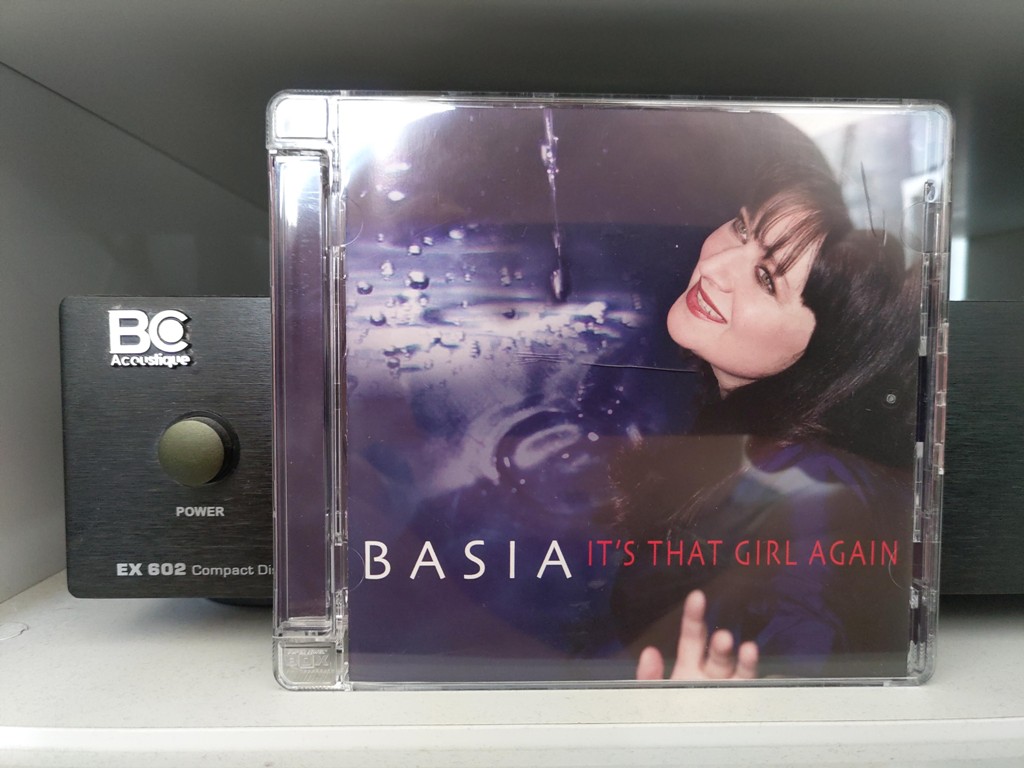 BC
Acoustique
POWER
EX 602 Compact Dis
BASIA IT'S THAT GIRL AGAIN